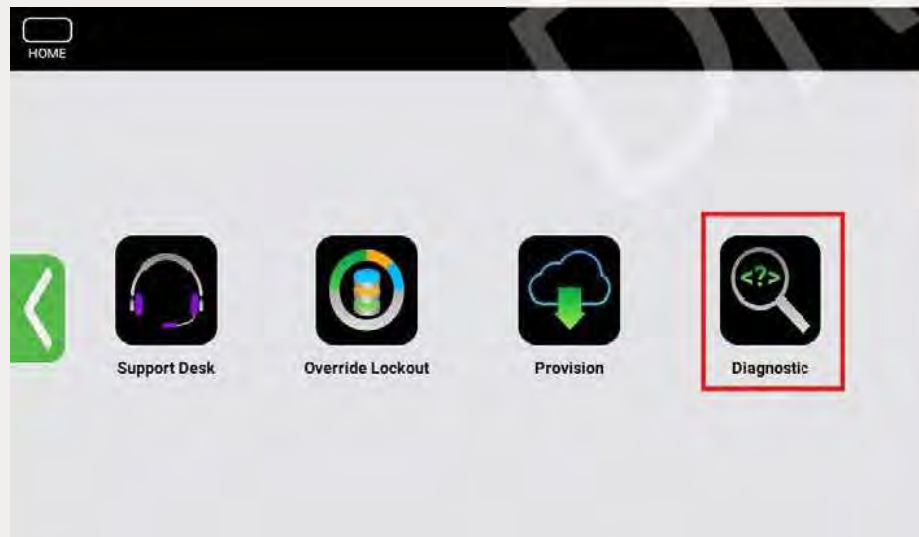 HOME
<?>
Support Desk
Override Lockout
Provision
Diagnostic